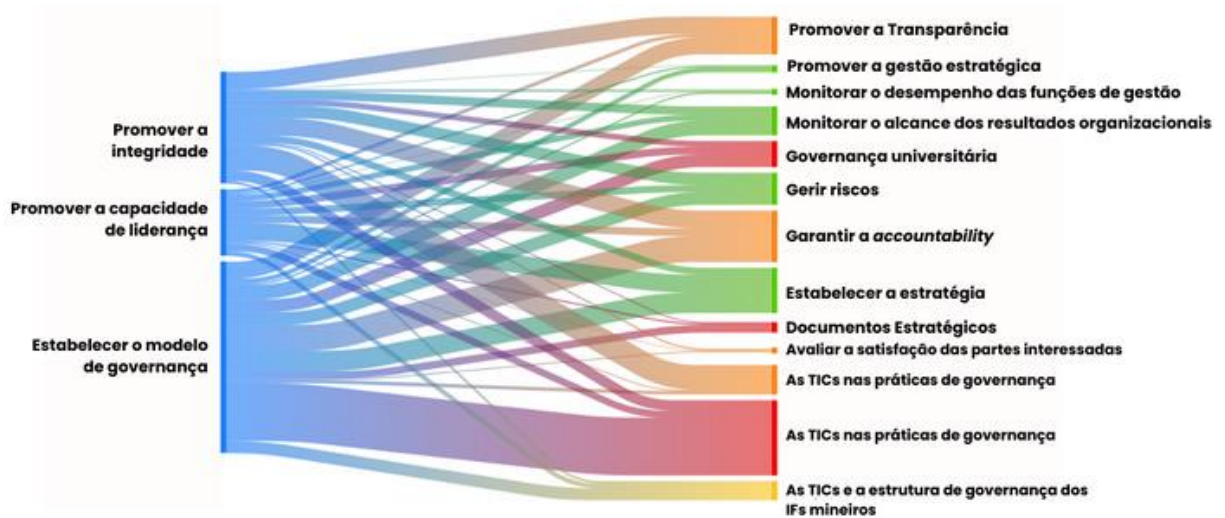 Promover a
integridade
Promover a capacidade
de liderança
Estabelecer o modelo
de governança
Promover a Transparência
Promover a gestão estratégica
Monitorar o desempenho das funções de gestão
Monitorar o alcance dos resultados organizacionais
Governança universitária
Gerir riscos
Garantir a accountability
Estabelecer a estratégia
Documentos Estratégicos
Avaliar a satisfação das partes interessadas
As TICs nas práticas de governança
As TICs nas práticas de governança
As TICs e a estrutura de governança dos
IFs mineiros